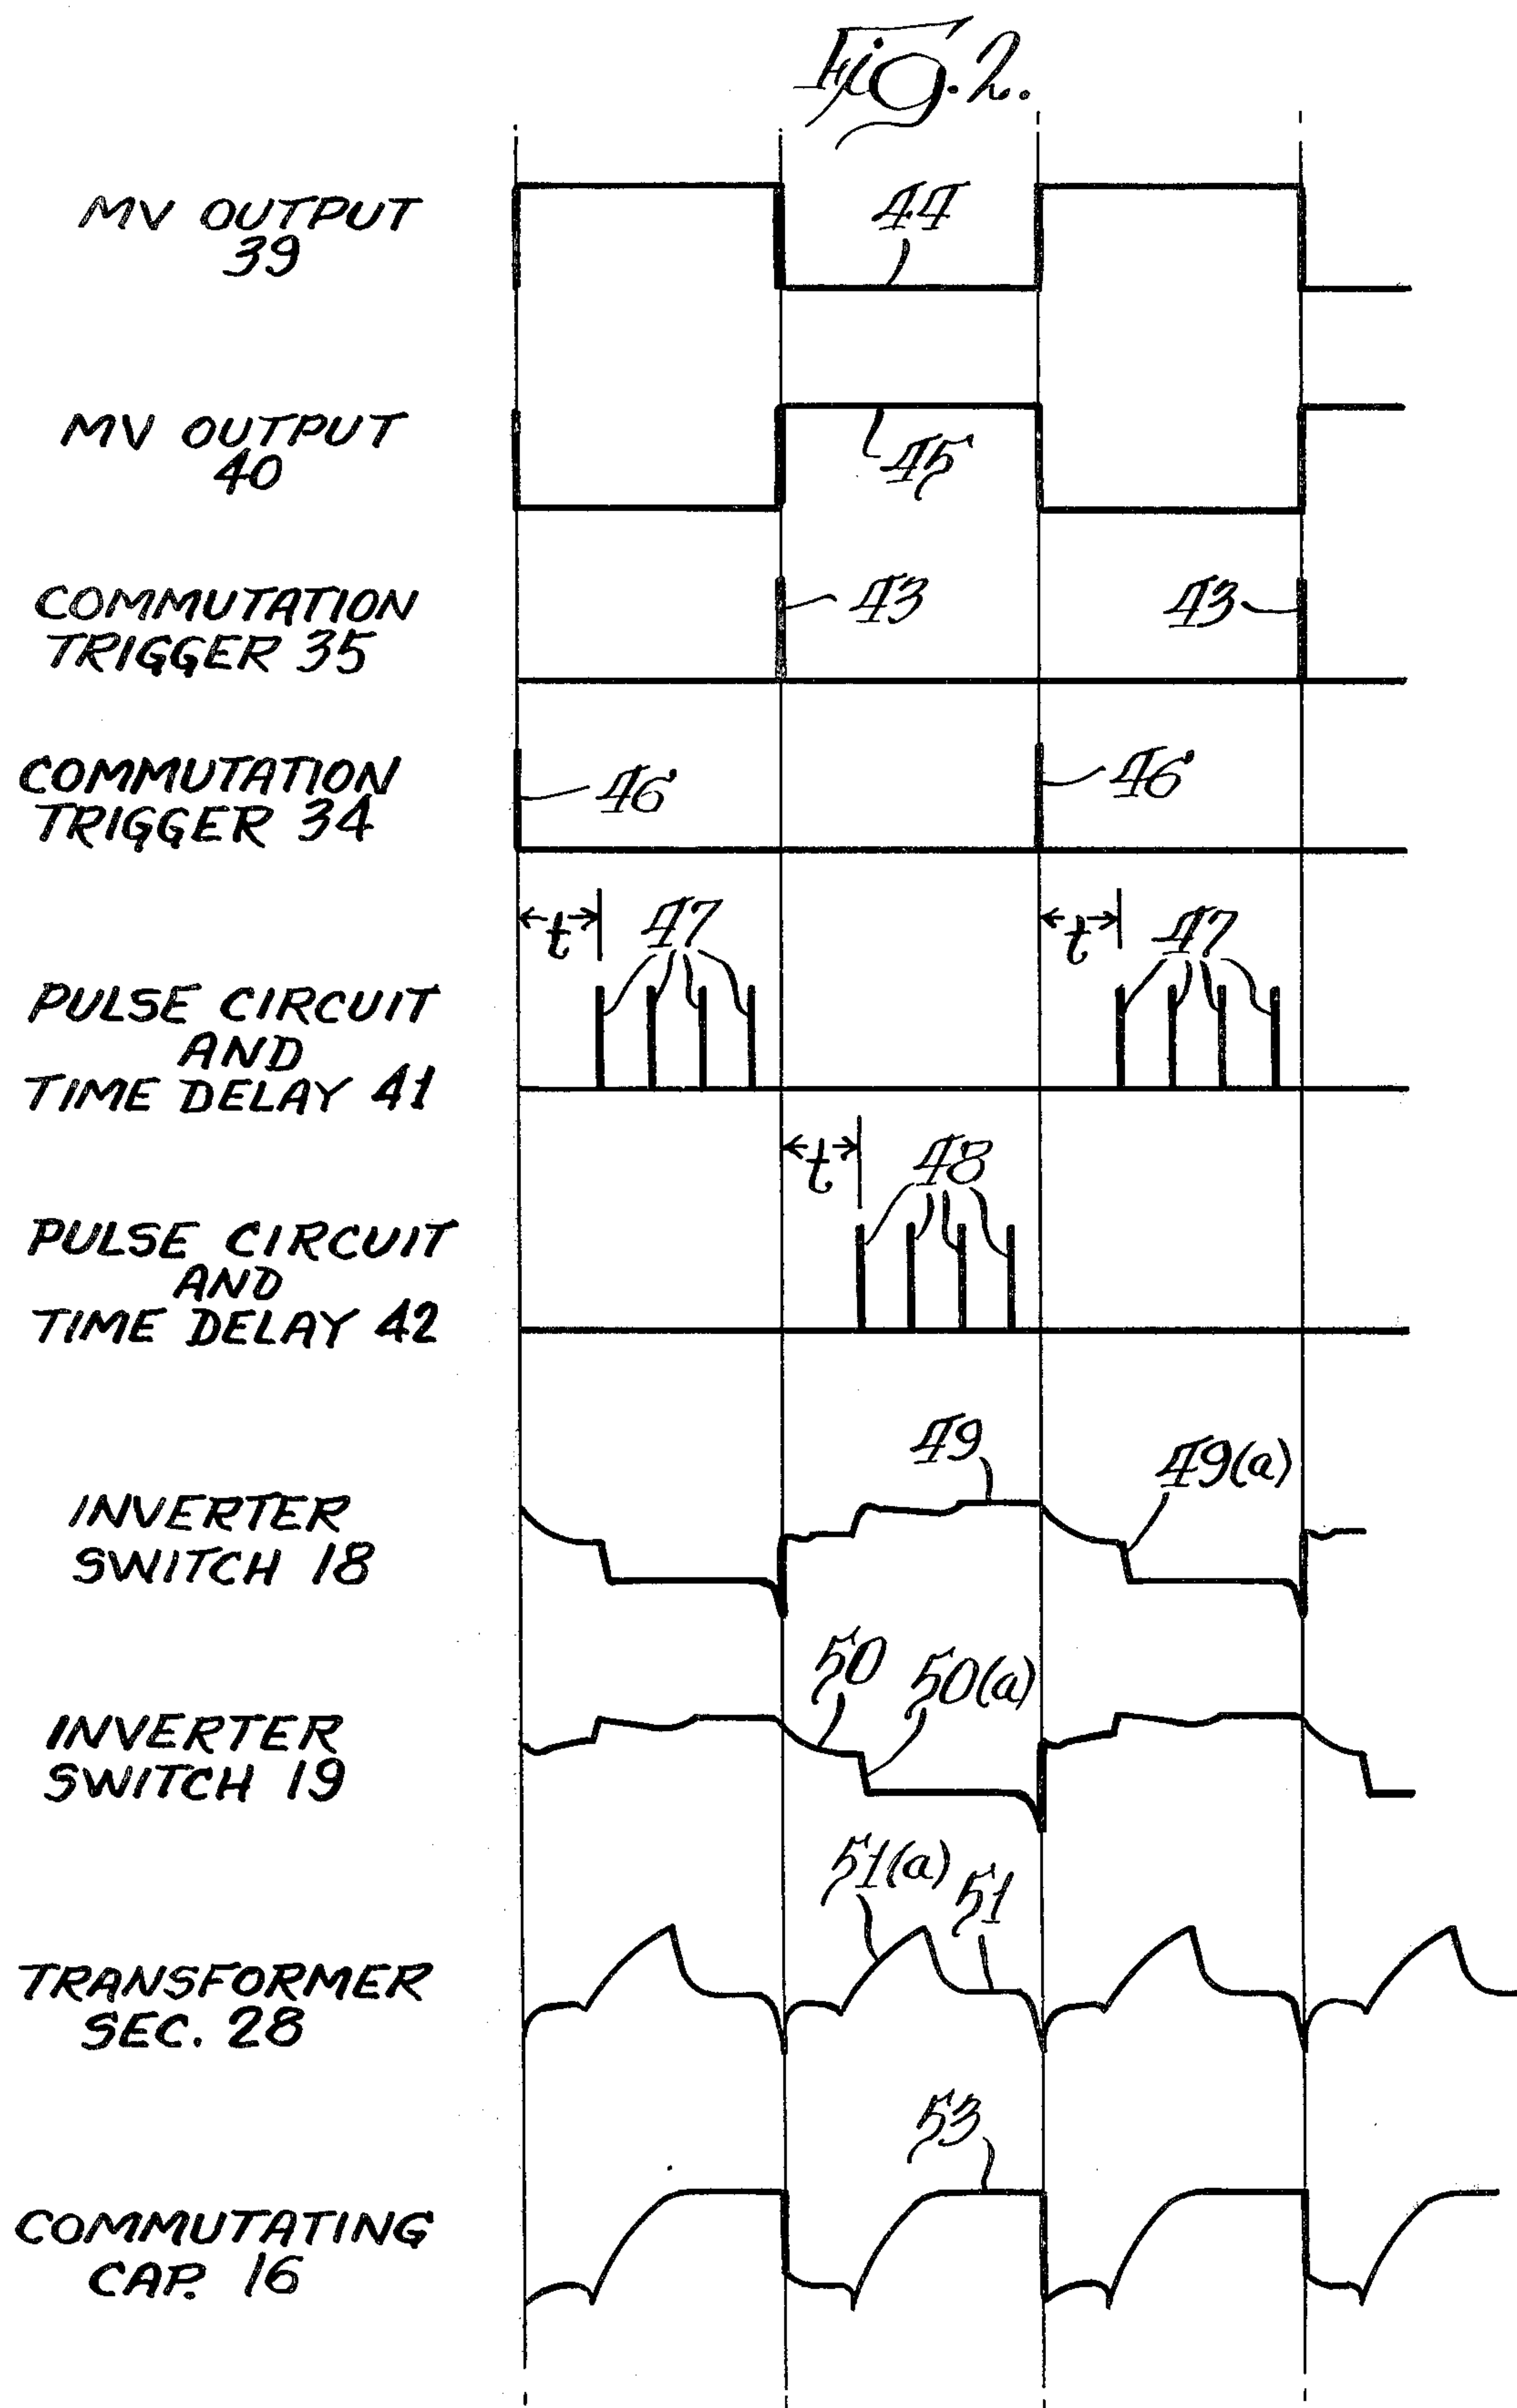 Fig. 2.
MV OUTPUT
39
44
MV OUTPUT
40
45
COMMUTATION
TRIGGER 35
43
43
COMMUTATION
TRIGGER 34
46
46
t
47
t
47
PULSE CIRCUIT
AND
TIME DELAY 41
t
48
PULSE CIRCUIT
AND
TIME DELAY 42
49
49(a)
INVERTER
SWITCH 18
50
50(a)
INVERTER
SWITCH 19
51(a)
51
TRANSFORMER
SEC. 28
53
COMMUTATING
CAP. 16